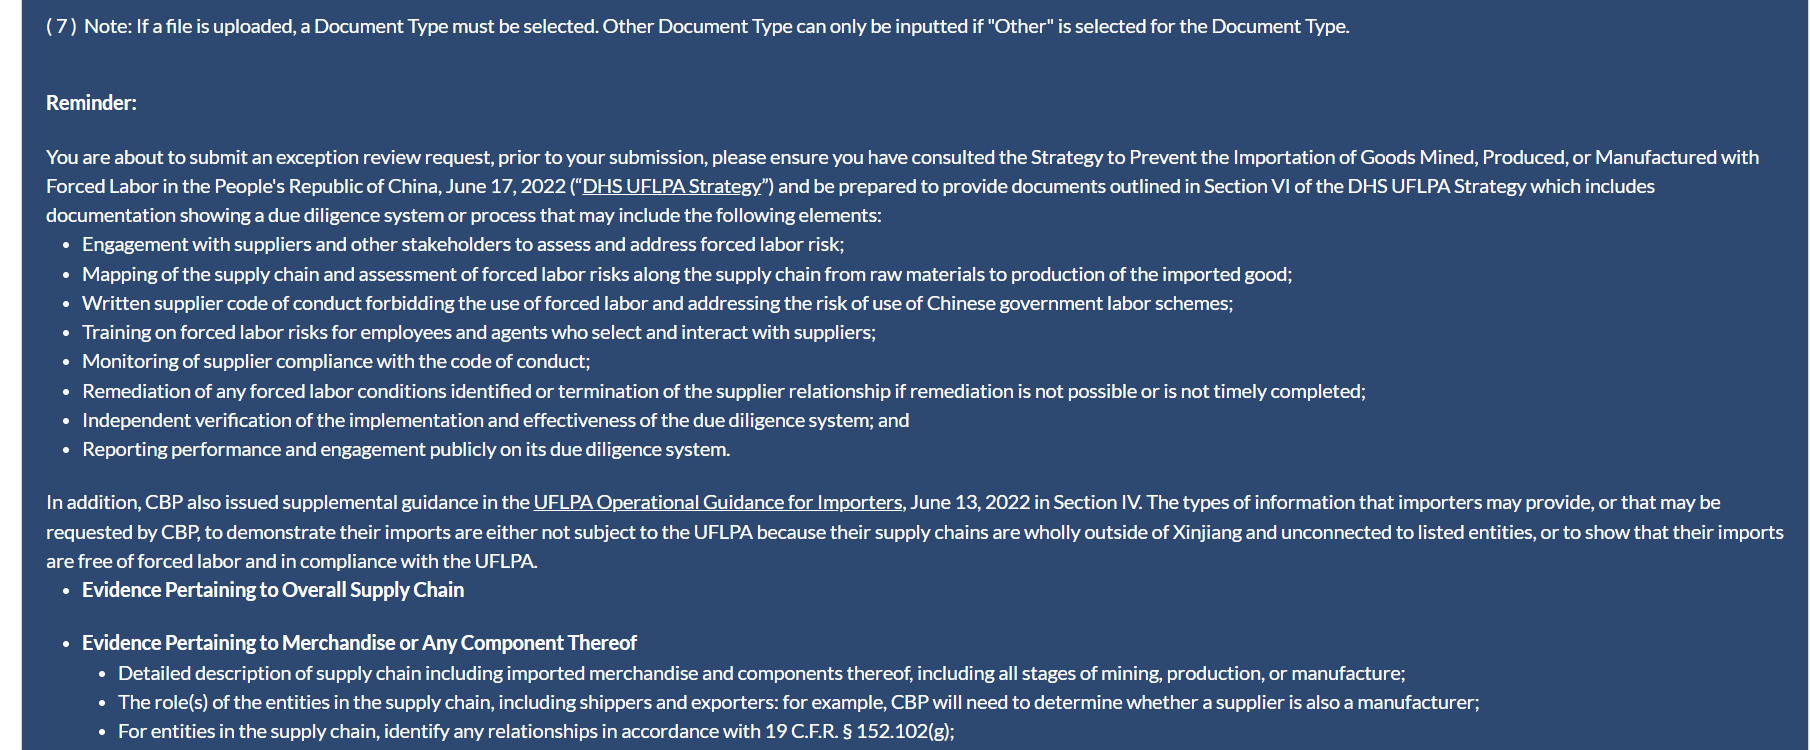 ( 7 ) Note: If a file is uploaded, a Document Type must be selected. Other Document Type can only be inputted if "Other" is selected for the Document Type.
Reminder:
You are about to submit an exception review request, prior to your submission, please ensure you have consulted the Strategy to Prevent the Importation of Goods Mined, Produced, or Manufactured with
Forced Labor in the People's Republic of China, June 17, 2022 (“DHS UFLPA Strategy”) and be prepared to provide documents outlined in Section VI of the DHS UFLPA Strategy which includes
documentation showing a due diligence system or process that may include the following elements:
• Engagement with suppliers and other stakeholders to assess and address forced labor risk;
• Mapping of the supply chain and assessment of forced labor risks along the supply chain from raw materials to production of the imported good;
• Written supplier code of conduct forbidding the use of forced labor and addressing the risk of use of Chinese government labor schemes;
• Training on forced labor risks for employees and agents who select and interact with suppliers;
• Monitoring of supplier compliance with the code of conduct;
• Remediation of any forced labor conditions identified or termination of the supplier relationship if remediation is not possible or is not timely completed;
• Independent verification of the implementation and effectiveness of the due diligence system; and
• Reporting performance and engagement publicly on its due diligence system.
In addition, CBP also issued supplemental guidance in the UFLPA Operational Guidance for Importers, June 13, 2022 in Section IV. The types of information that importers may provide, or that may be
requested by CBP, to demonstrate their imports are either not subject to the UFLPA because their supply chains are wholly outside of Xinjiang and unconnected to listed entities, or to show that their imports
are free of forced labor and in compliance with the UFLPA.
• Evidence Pertaining to Overall Supply Chain
• Evidence Pertaining to Merchandise or Any Component Thereof
• Detailed description of supply chain including imported merchandise and components thereof, including all stages of mining, production, or manufacture;
• The role(s) of the entities in the supply chain, including shippers and exporters: for example, CBP will need to determine whether a supplier is also a manufacturer;
• For entities in the supply chain, identify any relationships in accordance with 19 C.F.R. § 152.102(g);